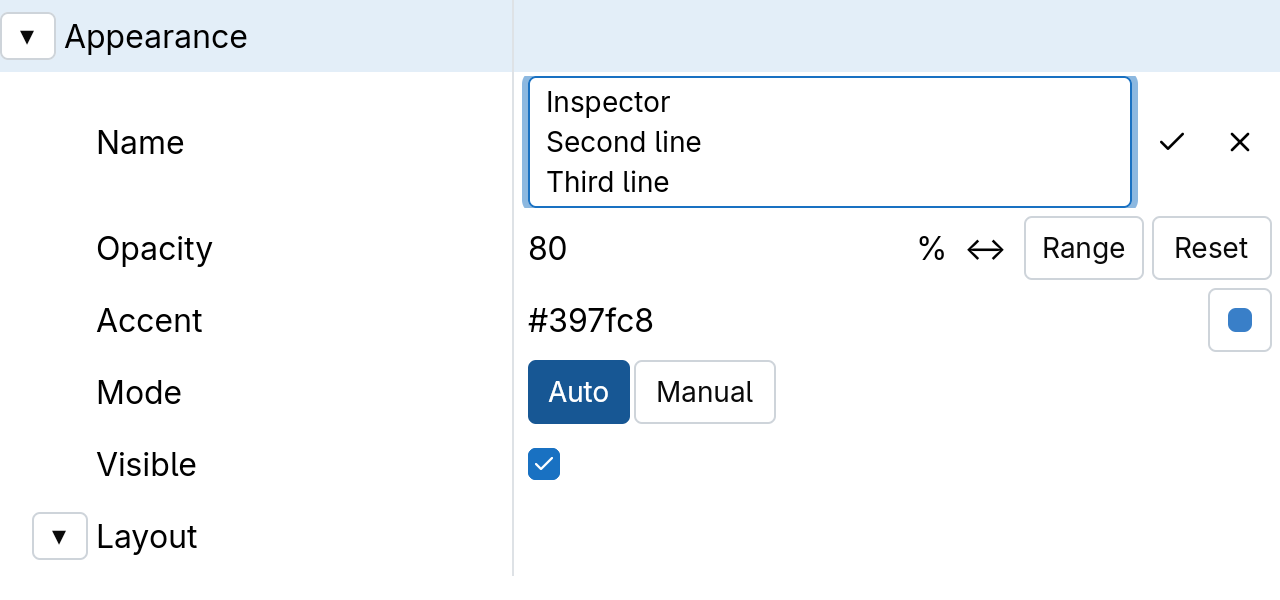 Appearance
Name
Inspector
Second line
Third line
Opacity 80 % Range Reset
Accent #397fc8
Mode Auto Manual
Visible
Layout